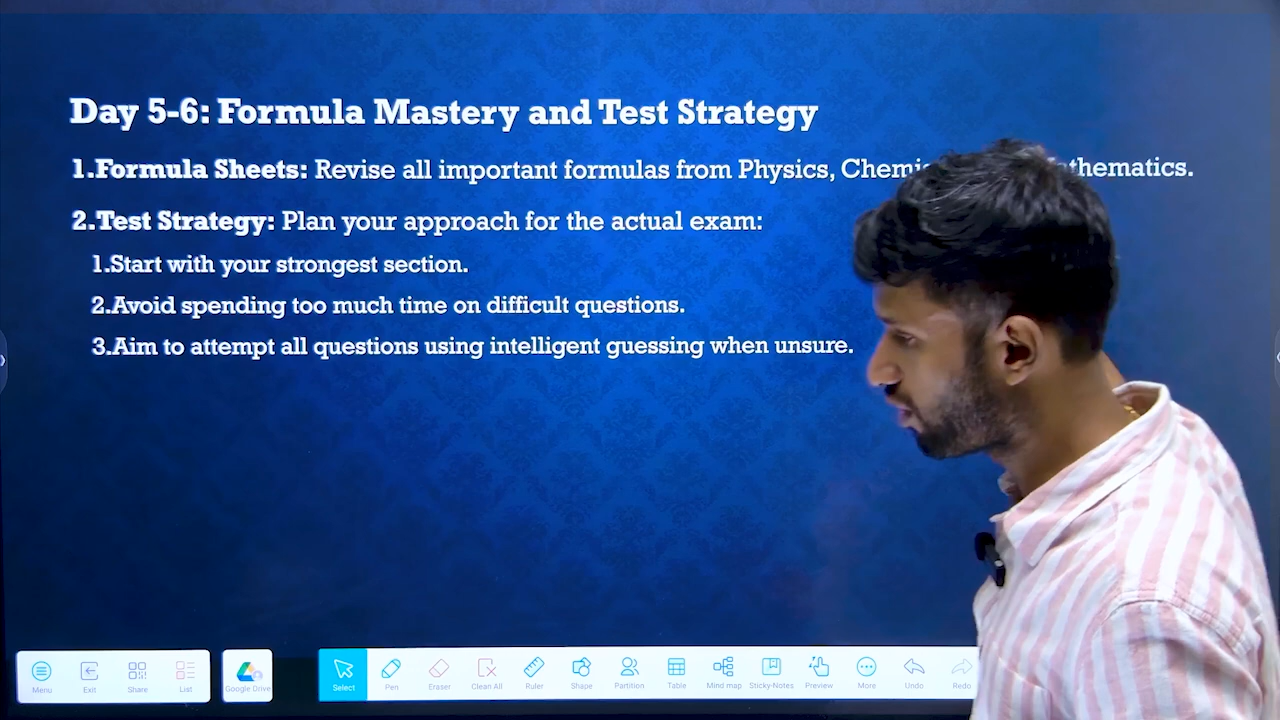 Day 5-6: Formula Mastery and Test Strategy
1.Formula Sheets: Revise all important formulas from Physics,
2.Test Strategy: Plan your approach for the actual exam:
1.Start with your strongest section.
2.Avoid spending too much time on difficult questions.
3.Aim to attempt all questions using intelligent guessing when unsure.
Menu Exit Share List Google Drive Select Pen Eraser Clean All Ruler Shape Partition Table Mind map Sticky-Notes Preview More Undo Redo